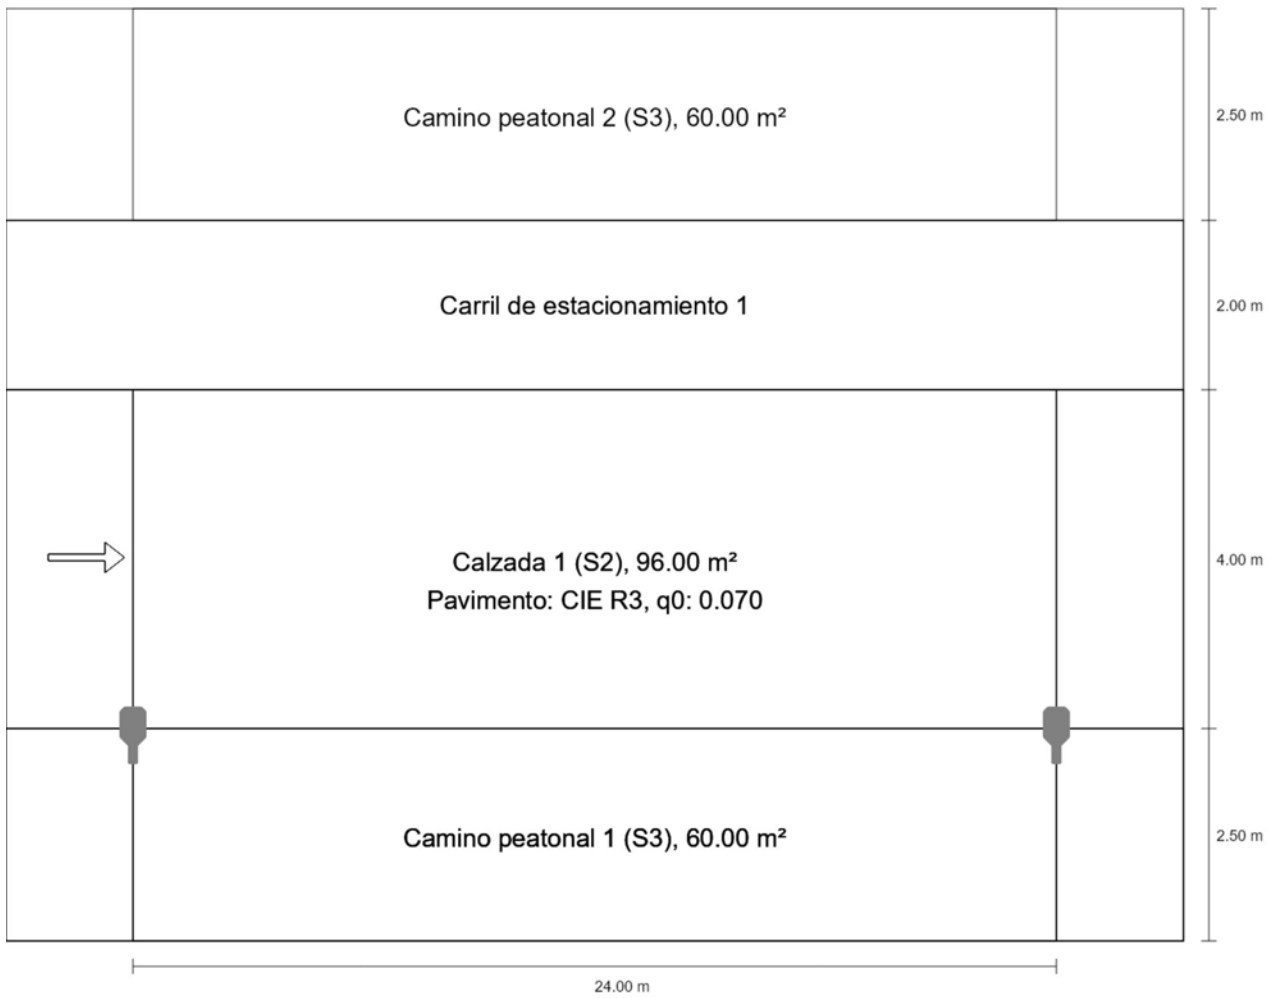 Camino peatonal 2 (S3), 60.00 m²
2.50 m
Carril de estacionamiento 1
2.00 m
Calzada 1 (S2), 96.00 m²
4.00 m
Pavimento: CIE R3, q0: 0.070
Camino peatonal 1 (S3), 60.00 m²
2.50 m
24.00 m